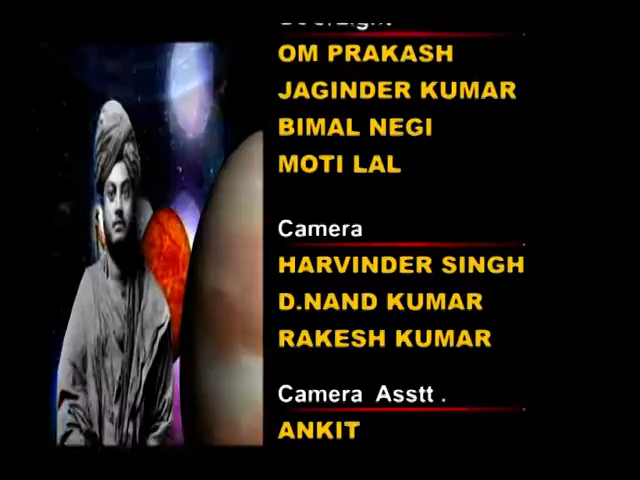 OM PRAKASH
JAGINDER KUMAR
BIMAL NEGI
MOTI LAL
Camera
HARVINDER SINGH
D.NAND KUMAR
RAKESH KUMAR
Camera Asstt .
ANKIT